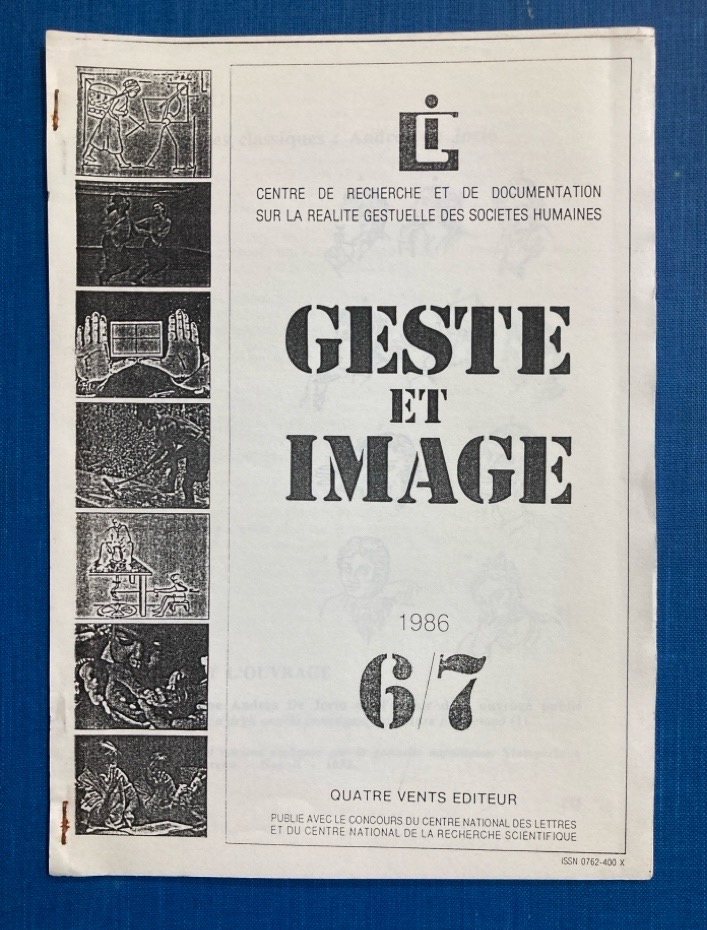 CENTRE DE RECHERCHE ET DE DOCUMENTATION
SUR LA REALITE GESTUELLE DES SOCIETES HUMAINES
GESTE
ET
IMAGE
1986
6/7
QUATRE VENTS EDITEUR
PUBLIE AVEC LE CONCOURS DU CENTRE NATIONAL DES LETTRES
ET DU CENTRE NATIONAL DE LA RECHERCHE SCIENTIFIQUE
ISSN 0762-400 X